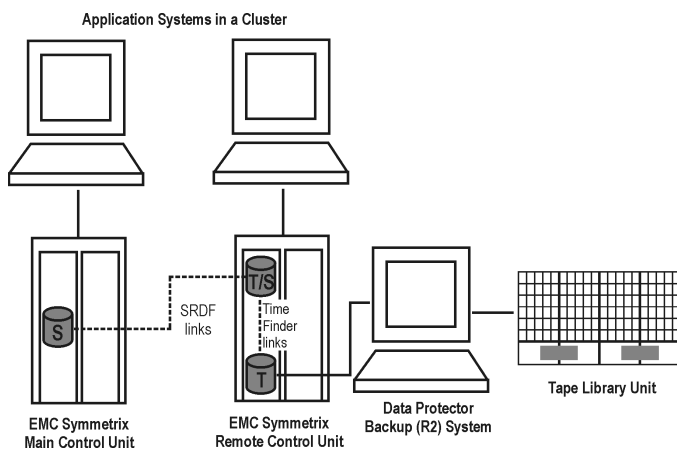 Application Systems in a Cluster
S
T/S
SRDF
links
Time
Finder
links
T
EMC Symmetrix
Main Control Unit
EMC Symmetrix
Remote Control Unit
Data Protector
Backup (R2) System
Tape Library Unit